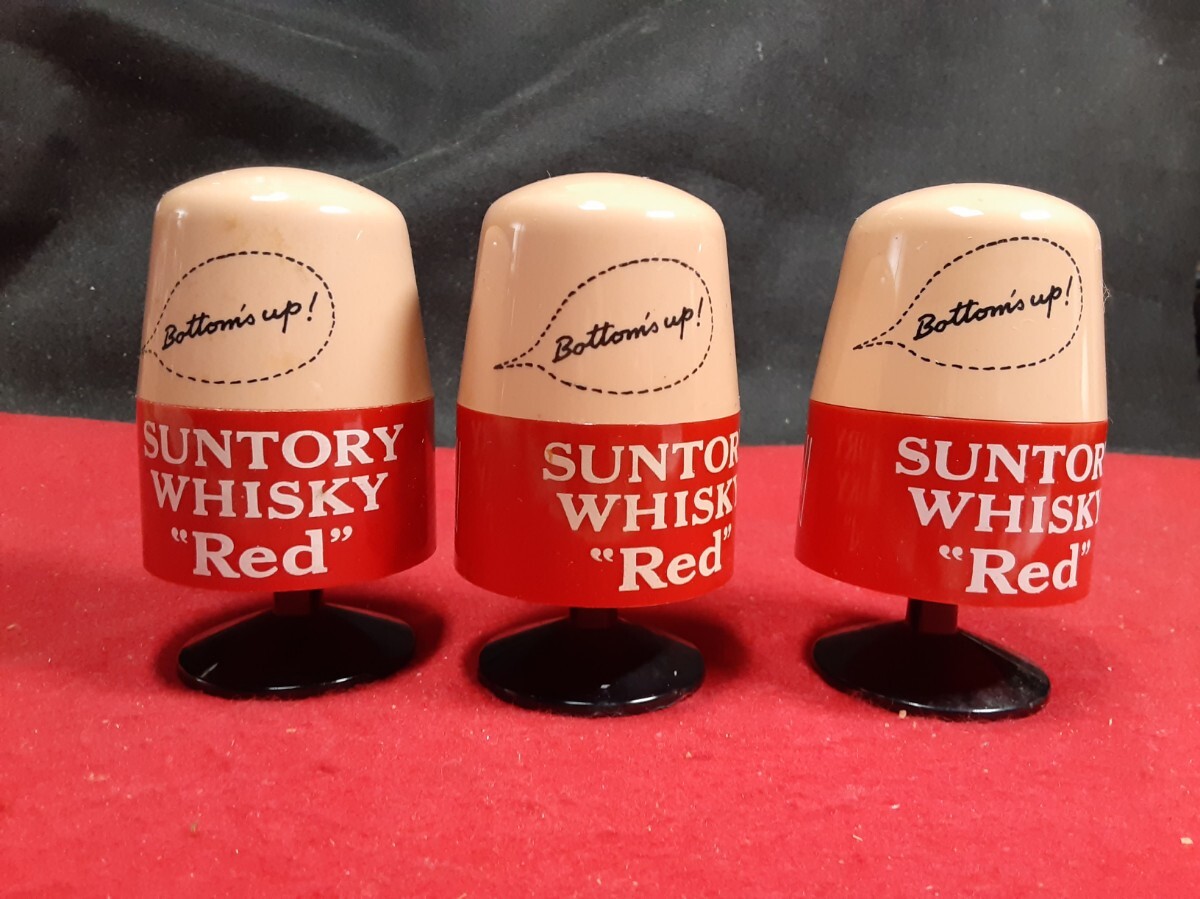 Bottom's up!
SUNTORY
WHISKY
“Red”
Bottom's up!
SUNTOR
WHISKY
“Red”
Bottom's up!
SUNTOR
WHISKY
“Red”